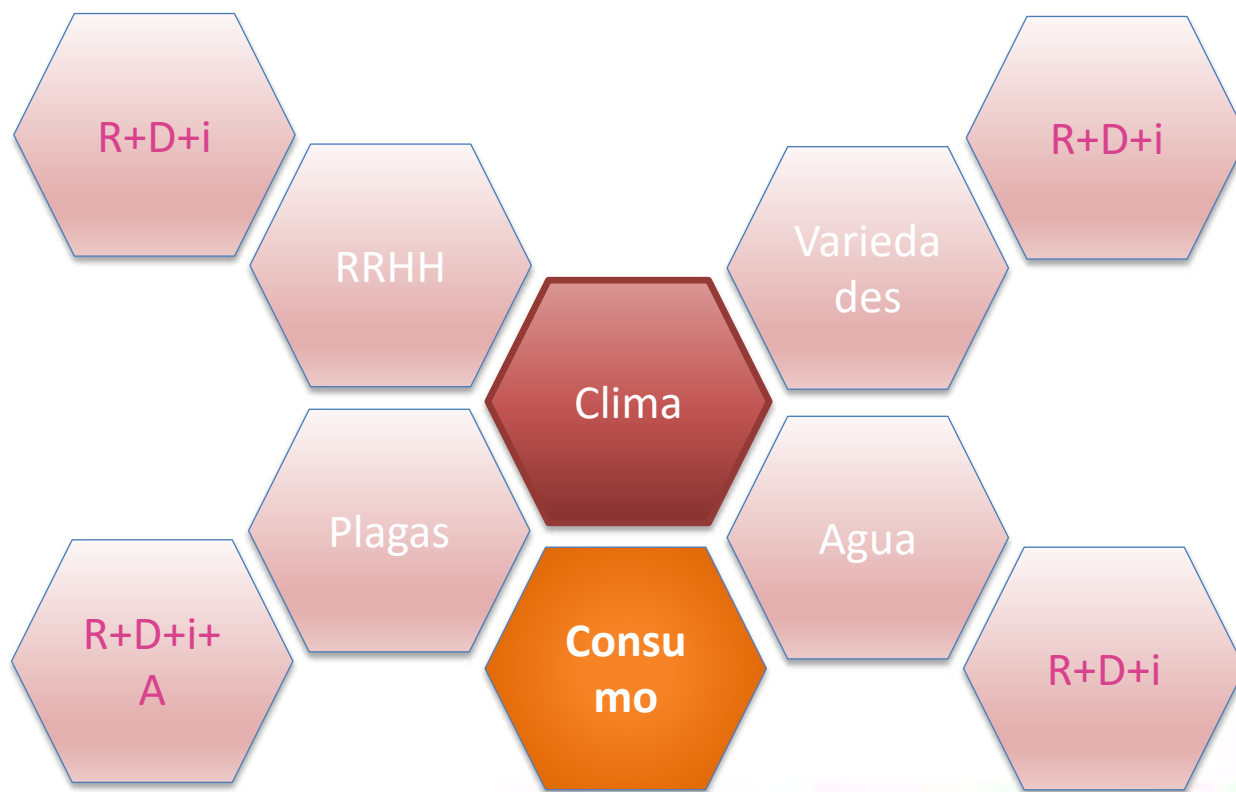 R+D+i
R+D+i
RRHH
Varieda
des
Clima
Plagas
Agua
R+D+i+
A
Consu
mo
R+D+i